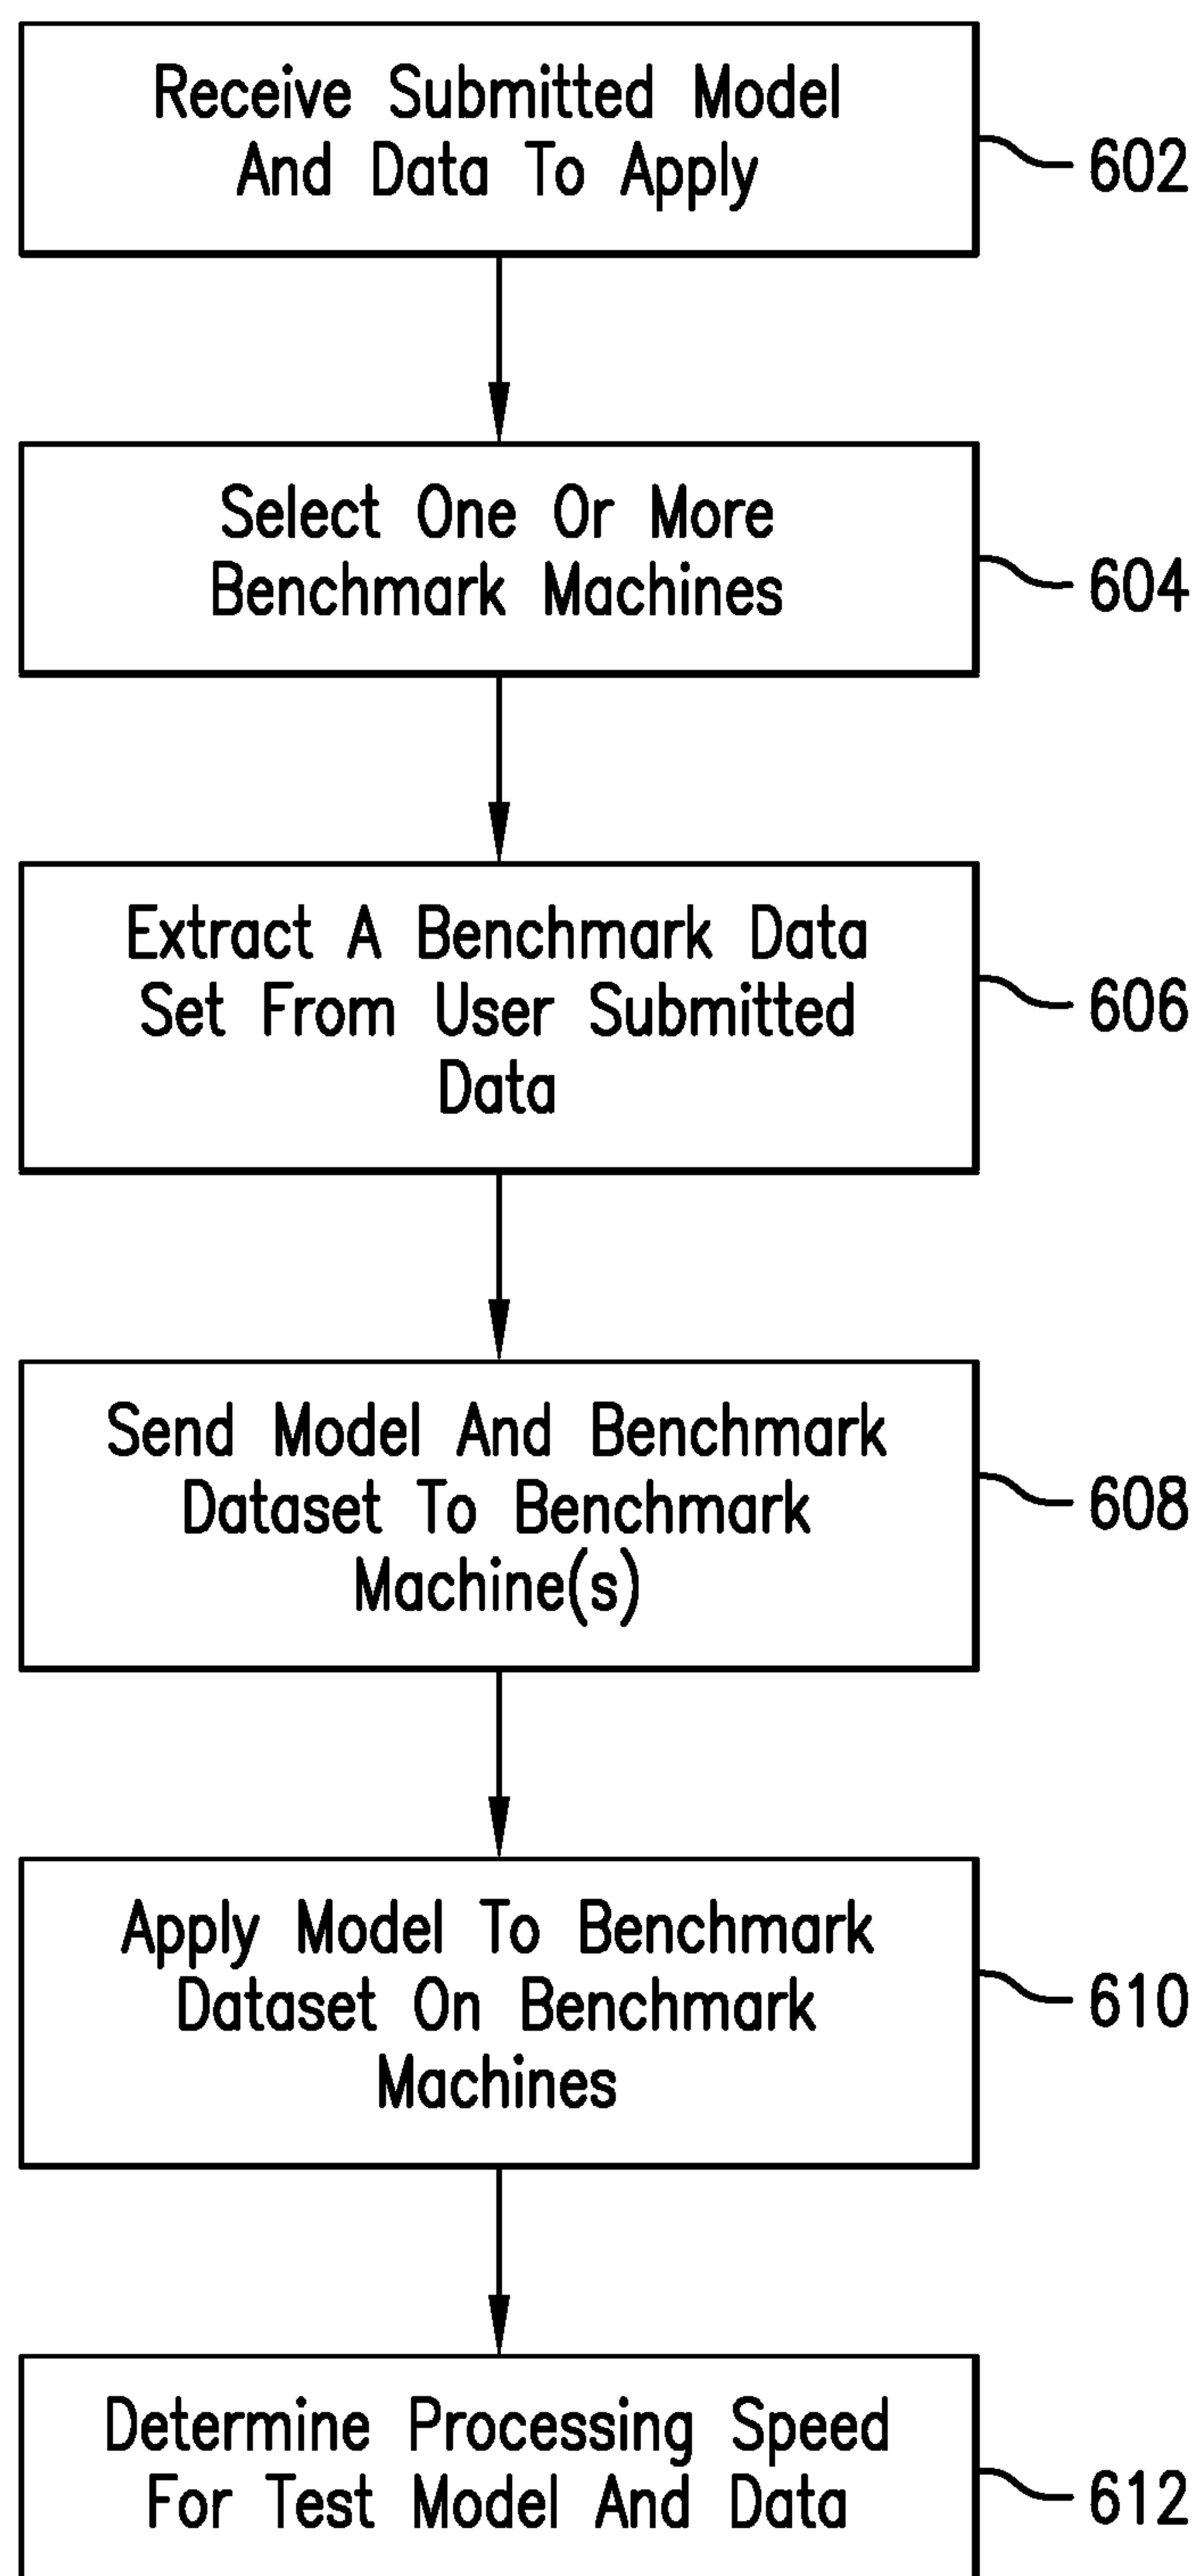 Receive Submitted Model
And Data To Apply
602
Select One Or More
Benchmark Machines
604
Extract A Benchmark Data
Set From User Submitted
Data
606
Send Model And Benchmark
Dataset To Benchmark
Machine(s)
608
Apply Model To Benchmark
Dataset On Benchmark
Machines
610
Determine Processing Speed
For Test Model And Data
612